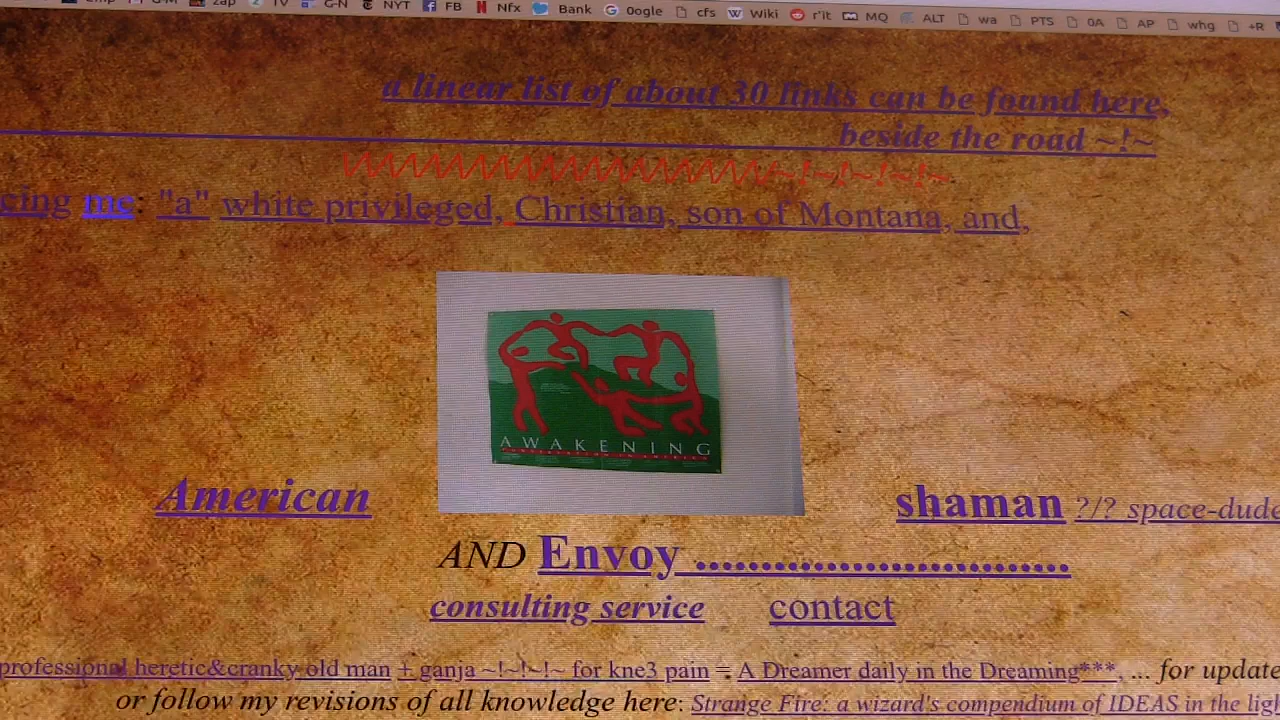 zap TV G-N NYT FB Nfx Bank 0ogle cfs Wiki r'it MQ ALT wa PTS 0A AP whg +R
a linear list of about 30 links can be found here,
beside the road ~!~
~!~!~!~!~
cing me: "a" white privileged, Christian, son of Montana, and,
AWAKENING
American shaman ?/? space-dude
AND Envoy ............................
consulting service contact
professional heretic&cranky old man + ganja ~!~!~!~ for kne3 pain = A Dreamer daily in the Dreaming***, ... for update
or follow my revisions of all knowledge here: Strange Fire: a wizard's compendium of IDEAS in the lig